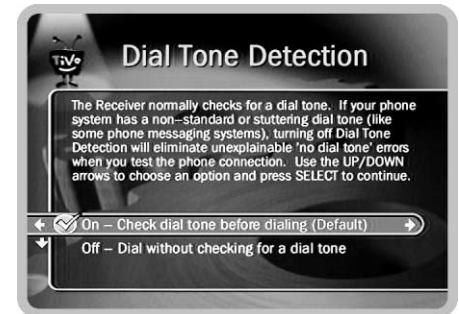 TiVo
Dial Tone Detection
The Receiver normally checks for a dial tone. If your phone
system has a non–standard or stuttering dial tone (like
some phone messaging systems), turning off Dial Tone
Detection will eliminate unexplainable 'no dial tone' errors
when you test the phone connection. Use the UP/DOWN
arrows to choose an option and press SELECT to continue.
On – Check dial tone before dialing (Default)
Off – Dial without checking for a dial tone